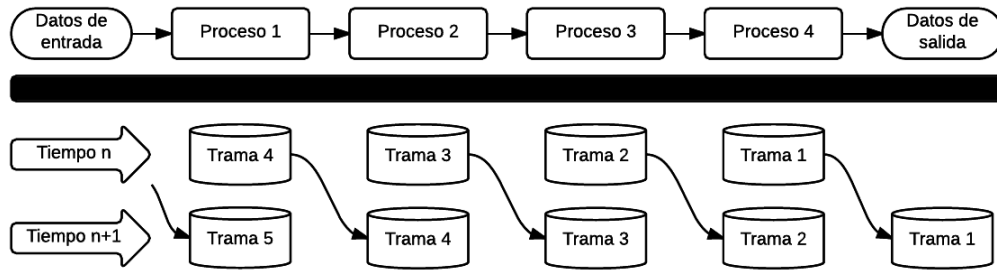 Datos de
entrada
Proceso 1
Proceso 2
Proceso 3
Proceso 4
Datos de
salida
Tiempo n
Trama 4
Trama 3
Trama 2
Trama 1
Tiempo n+1
Trama 5
Trama 4
Trama 3
Trama 2
Trama 1